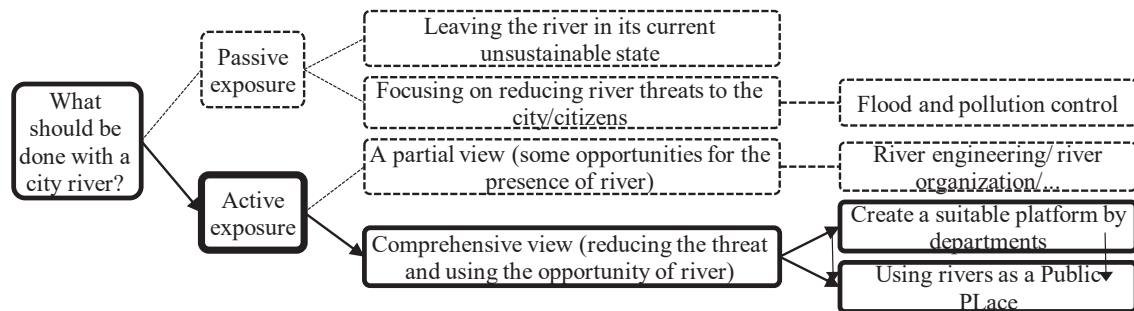 What
should be
done with a
city river?
Passive
exposure
Leaving the river in its current
unsustainable state
Focusing on reducing river threats to the
city/citizens
Flood and pollution control
Active
exposure
A partial view (some opportunities for the
presence of river)
River engineering/ river
organization/...
Comprehensive view (reducing the threat
and using the opportunity of river)
Create a suitable platform by
departments
Using rivers as a Public
PLace